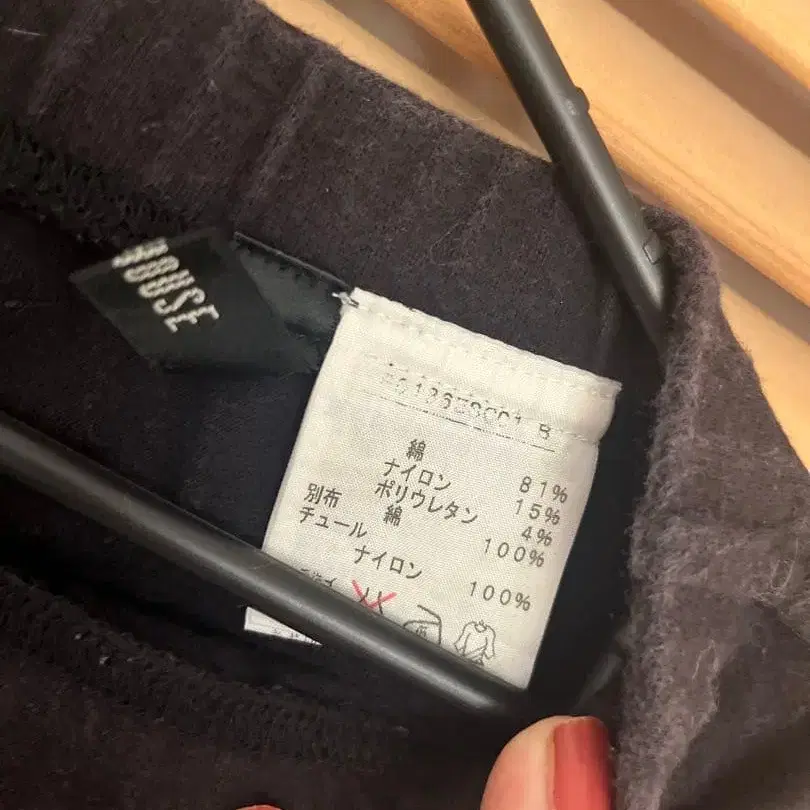 HOUSE
綿 81%
ナイロン 15%
ポリウレタン 4%
別布 綿 100%
チュール
ナイロン 100%